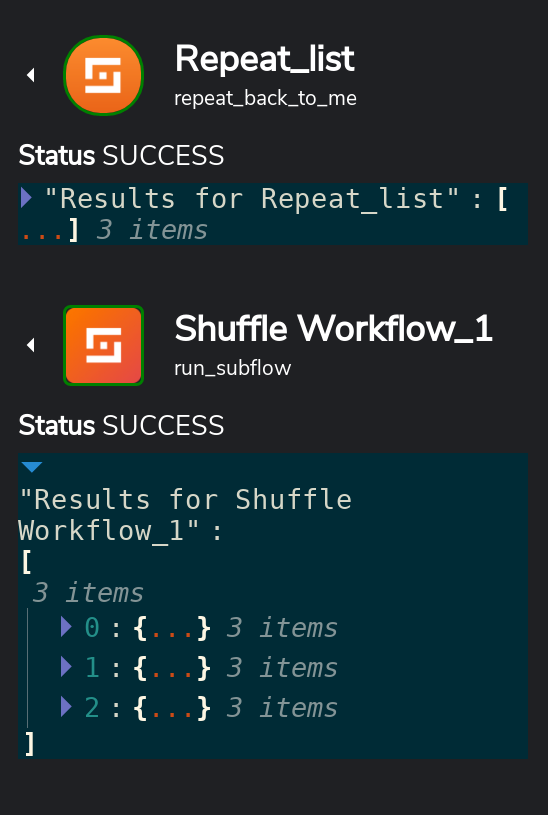 Repeat_list
repeat_back_to_me
Status SUCCESS
"Results for Repeat_list" : [
...] 3 items
Shuffle Workflow_1
run_subflow
Status SUCCESS
"Results for Shuffle
Workflow_1" :
[
3 items
0 : {...} 3 items
1 : {...} 3 items
2 : {...} 3 items
]